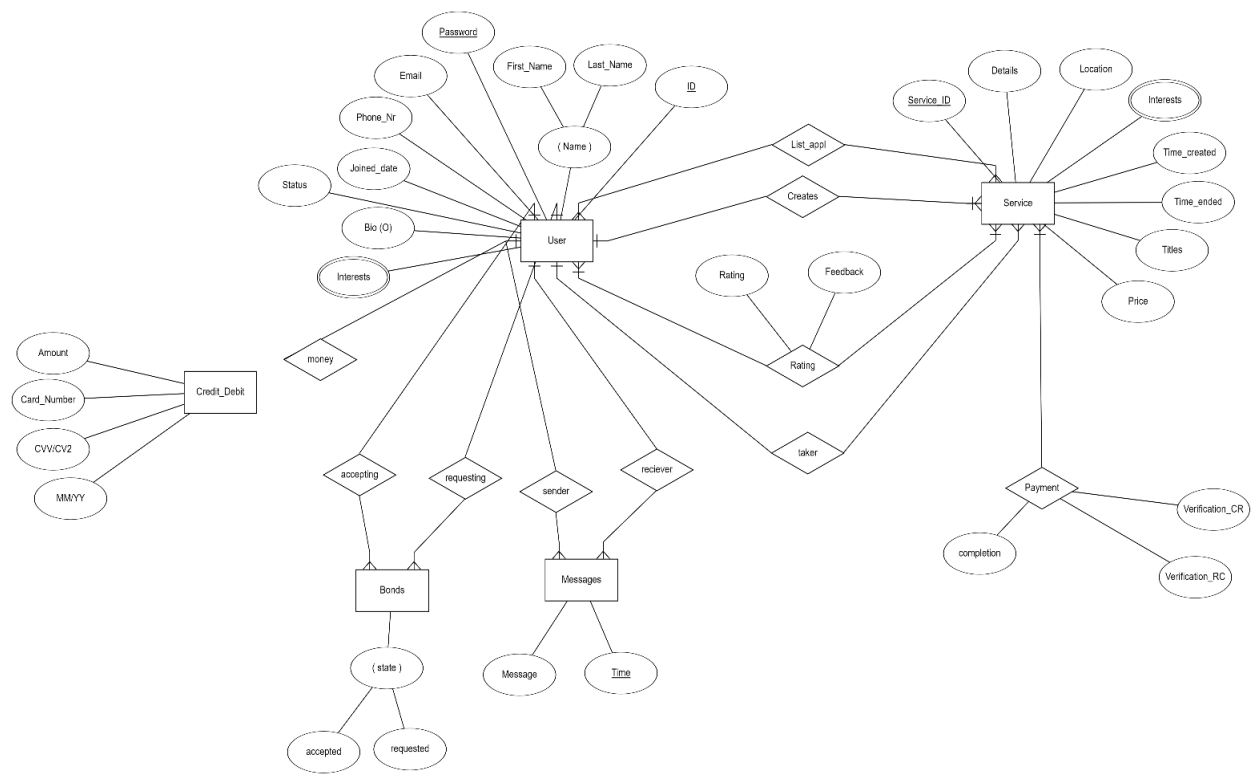 Password
First_Name
Last_Name
Email
ID
Phone_Nr
( Name )
Joined_date
Status
Bio (O)
User
Interests
Details
Location
Service_ID
Interests
List_appl
Time_created
Creates
Service
Time_ended
Titles
Rating
Feedback
Price
Amount
money
Rating
Credit_Debit
Card_Number
CVV/CV2
MM/YY
accepting
requesting
sender
reciever
taker
Payment
Verification_CR
completion
Verification_RC
Bonds
Messages
( state )
Message
Time
accepted
requested